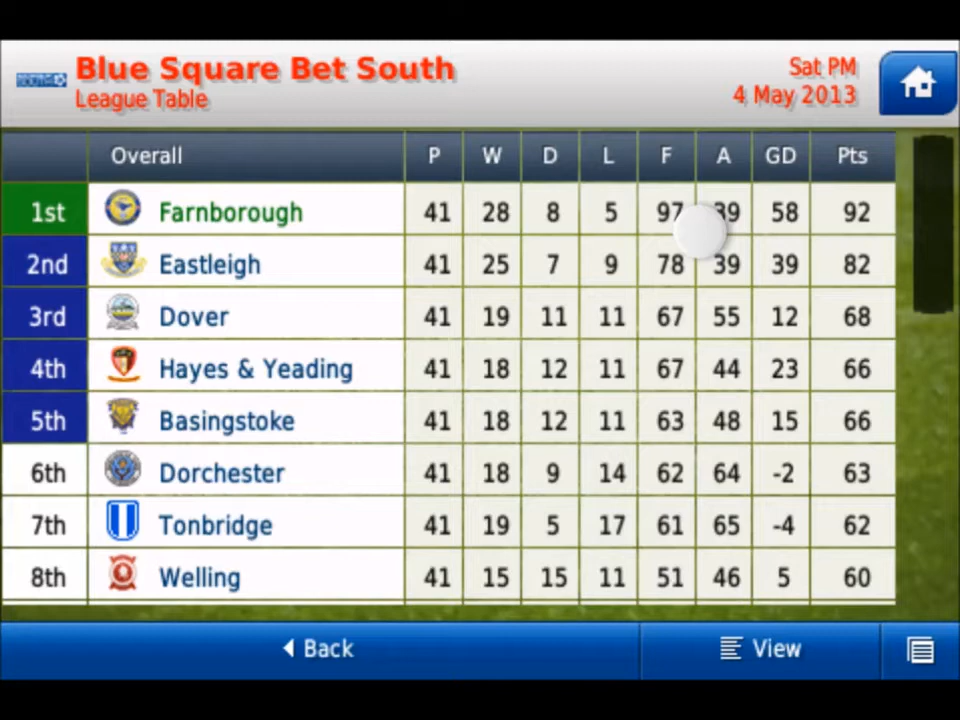 Blue Square Bet South
League Table
Sat PM
4 May 2013
Overall P W D L F A GD Pts
1st Farnborough 41 28 8 5 97 39 58 92
2nd Eastleigh 41 25 7 9 78 39 39 82
3rd Dover 41 19 11 11 67 55 12 68
4th Hayes & Yeading 41 18 12 11 67 44 23 66
5th Basingstoke 41 18 12 11 63 48 15 66
6th Dorchester 41 18 9 14 62 64 -2 63
7th Tonbridge 41 19 5 17 61 65 -4 62
8th Welling 41 15 15 11 51 46 5 60
Back
View